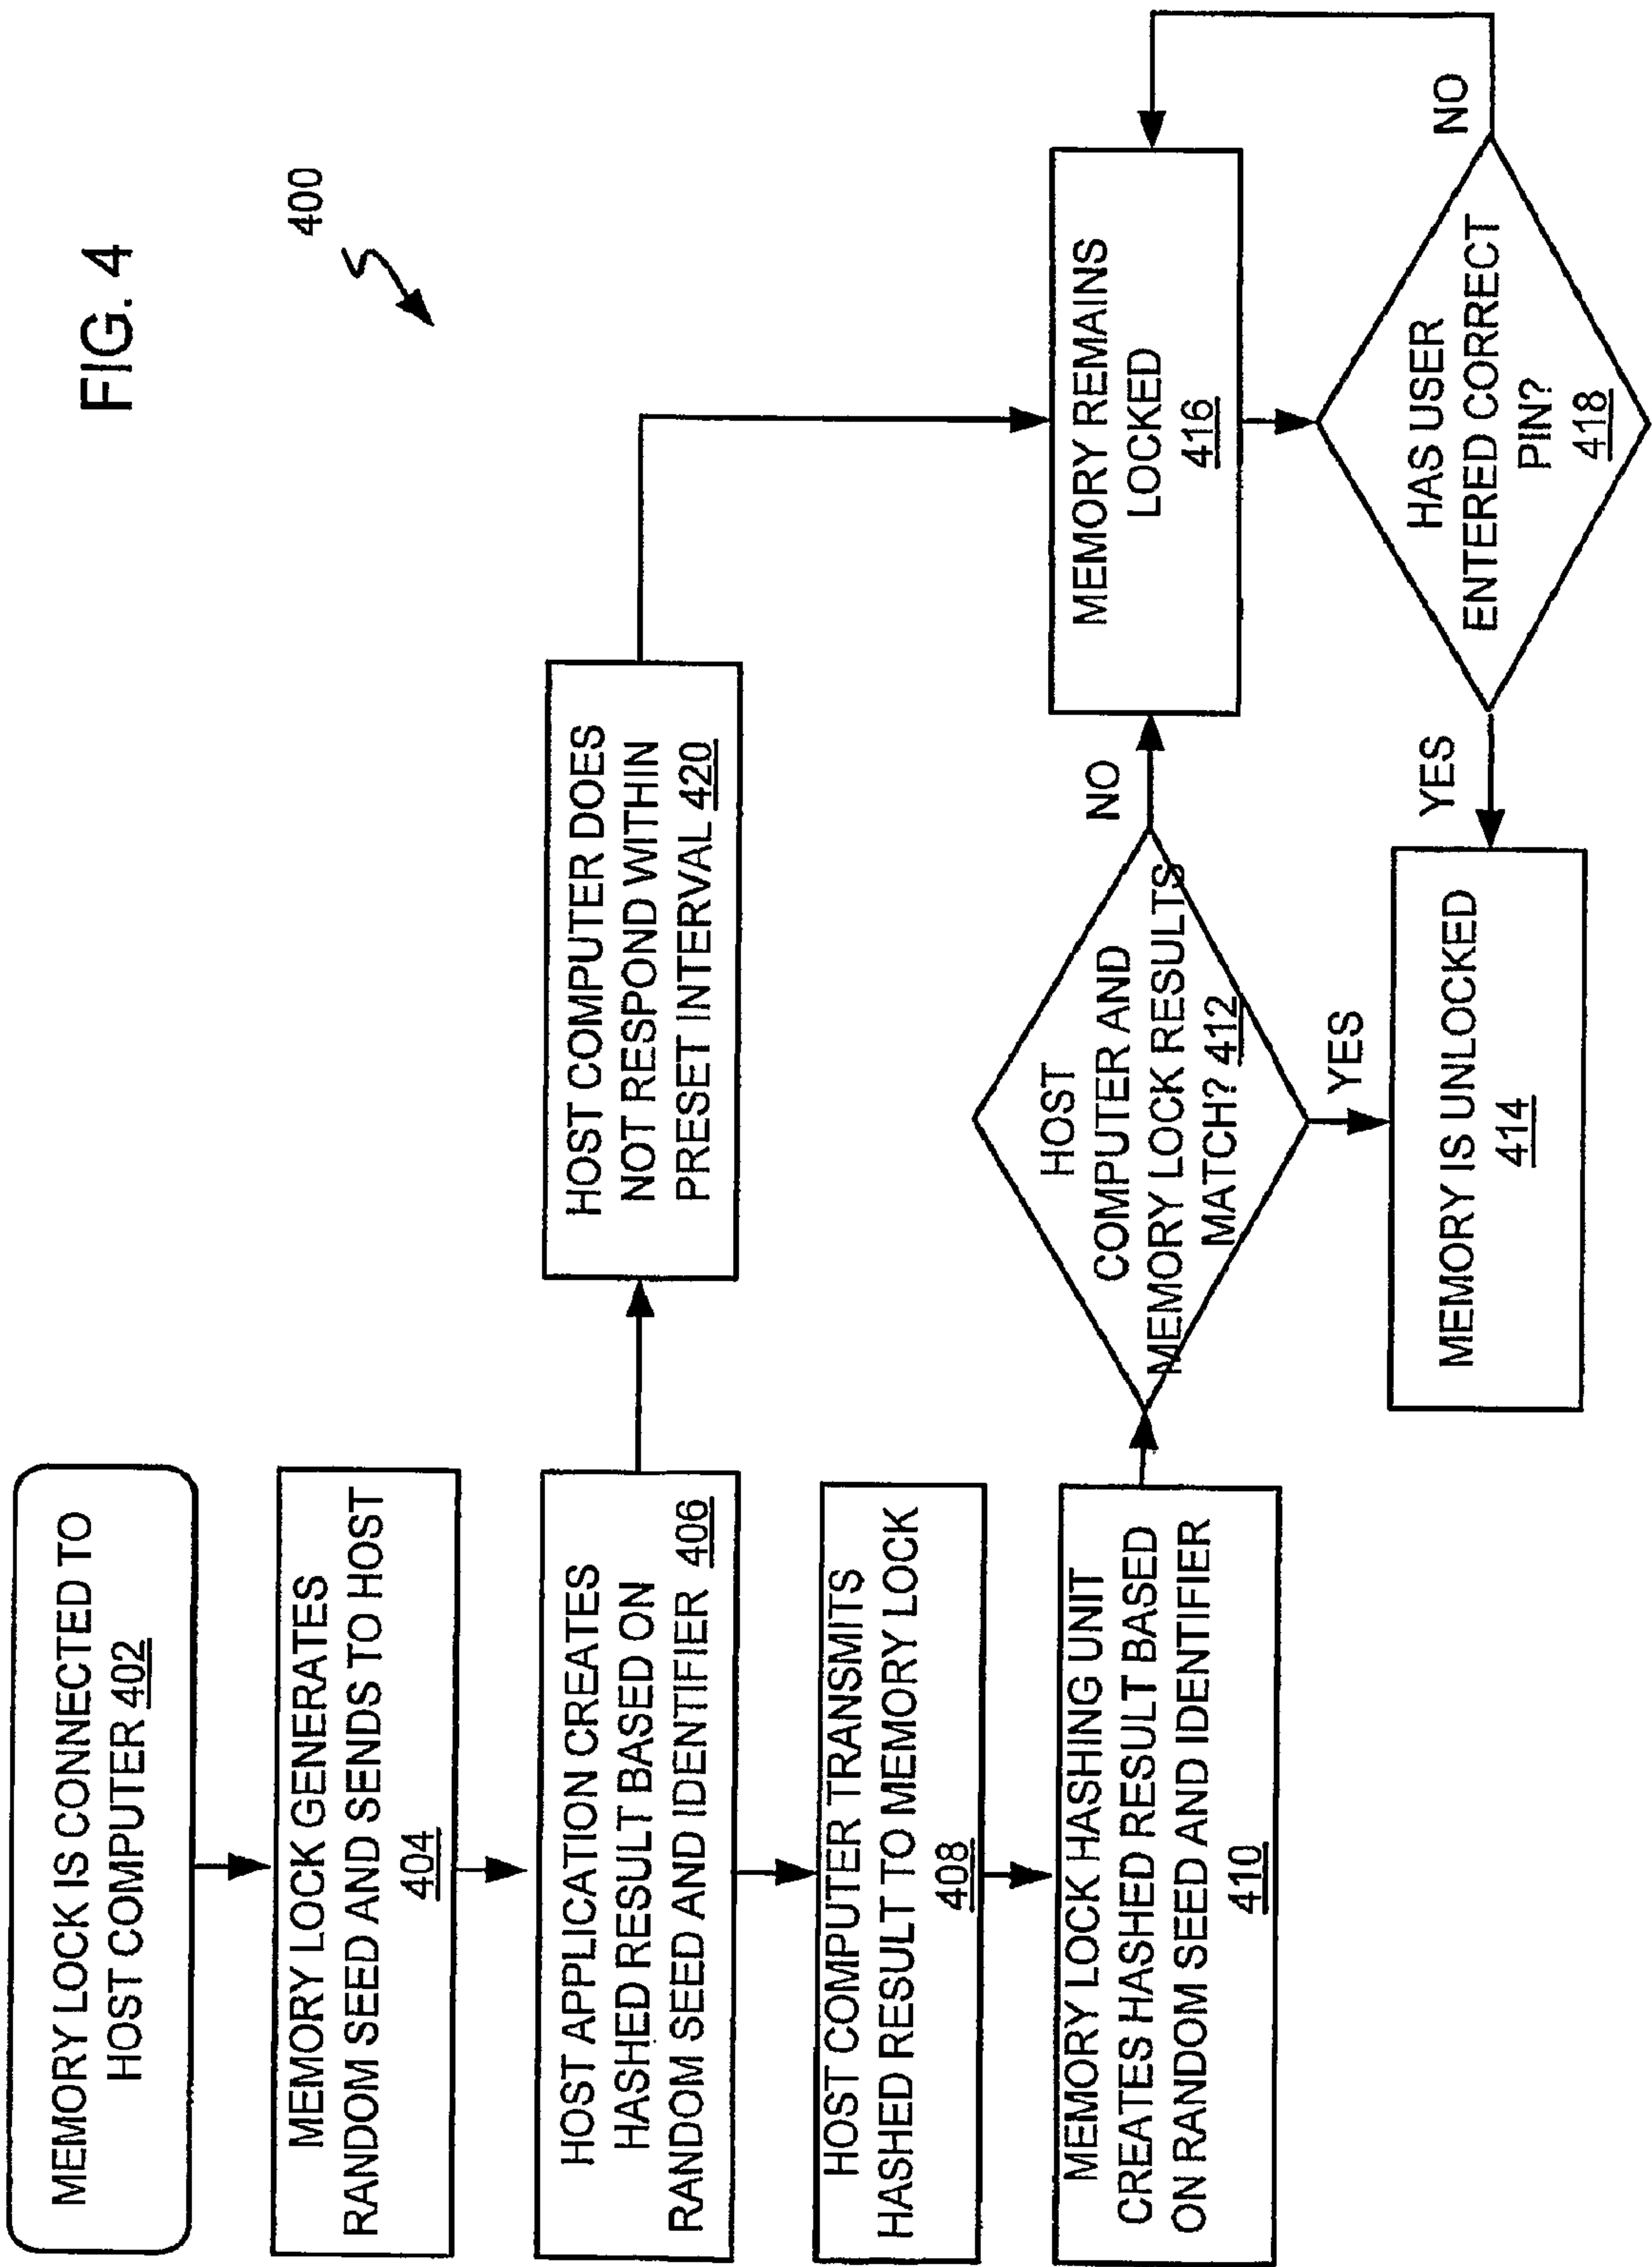 FIG. 4
400
MEMORY LOCK IS CONNECTED TO
HOST COMPUTER 402
MEMORY LOCK GENERATES
RANDOM SEED AND SENDS TO HOST
404
HOST APPLICATION CREATES
HASHED RESULT BASED ON
RANDOM SEED AND IDENTIFIER 406
HOST COMPUTER DOES
NOT RESPOND WITHIN
PRESET INTERVAL 420
HOST COMPUTER TRANSMITS
HASHED RESULT TO MEMORY LOCK
408
MEMORY LOCK HASHING UNIT
CREATES HASHED RESULT BASED
ON RANDOM SEED AND IDENTIFIER
410
HOST
COMPUTER AND
MEMORY LOCK RESULTS
MATCH? 412
NO
YES
MEMORY REMAINS
LOCKED
416
HAS USER
ENTERED CORRECT
PIN?
418
NO
YES
MEMORY IS UNLOCKED
414